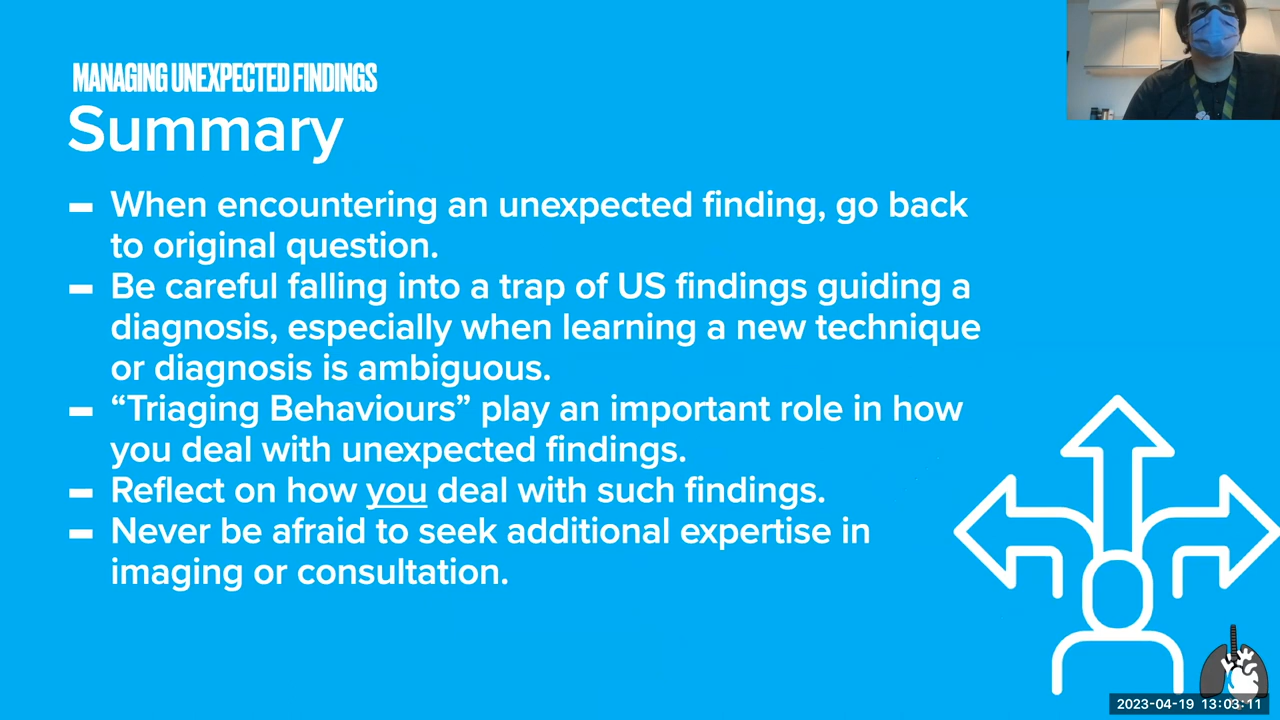 MANAGING UNEXPECTED FINDINGS
Summary
When encountering an unexpected finding, go back
to original question.
Be careful falling into a trap of US findings guiding a
diagnosis, especially when learning a new technique
or diagnosis is ambiguous.
“Triaging Behaviours” play an important role in how
you deal with unexpected findings.
Reflect on how you deal with such findings.
Never be afraid to seek additional expertise in
imaging or consultation.
2023-04-19 13:03:11